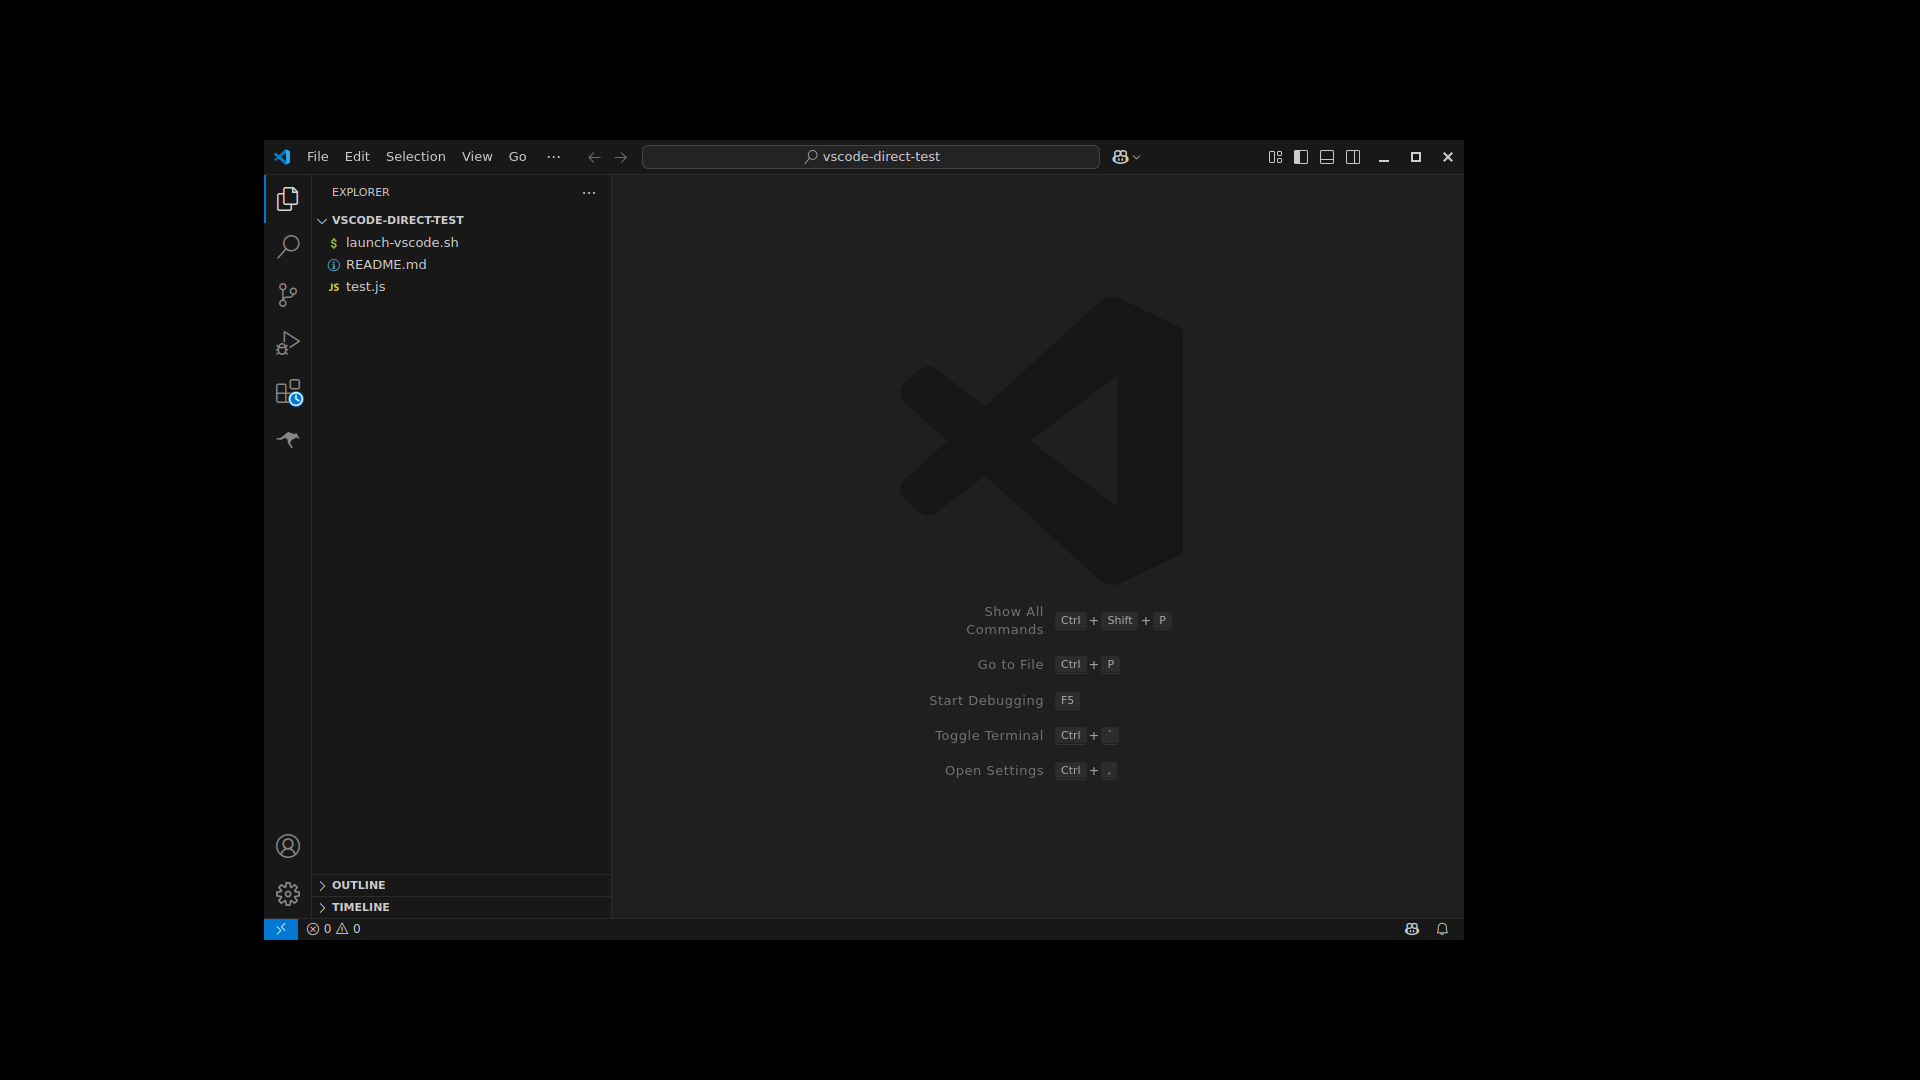 File Edit Selection View Go ···
vscode-direct-test
EXPLORER
VSCODE-DIRECT-TEST
$ launch-vscode.sh
README.md
JS test.js
Show All
Commands
Ctrl + Shift + P
Go to File Ctrl + P
Start Debugging F5
Toggle Terminal Ctrl + `
Open Settings Ctrl + ,
OUTLINE
TIMELINE
0 0